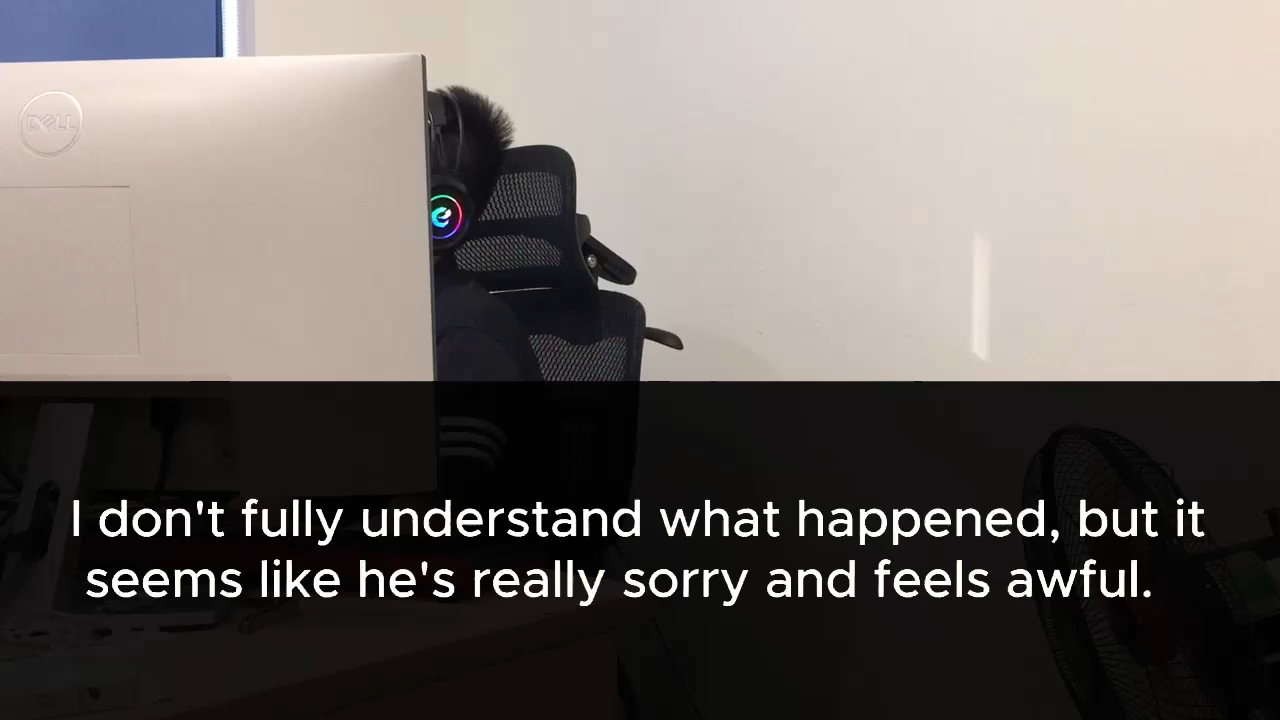 DELL
I don't fully understand what happened, but it
seems like he's really sorry and feels awful.